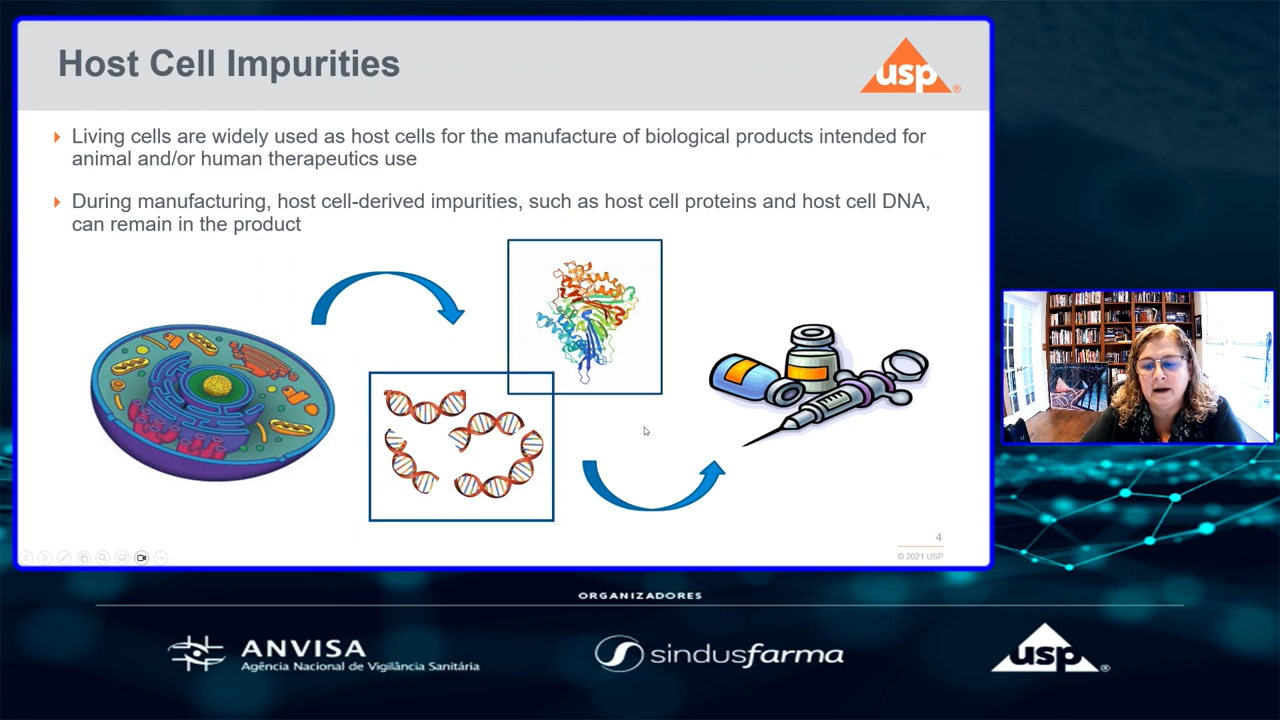 Host Cell Impurities
usp
®
Living cells are widely used as host cells for the manufacture of biological products intended for
animal and/or human therapeutics use
During manufacturing, host cell-derived impurities, such as host cell proteins and host cell DNA,
can remain in the product
4
© 2021 USP
ORGANIZADORES
ANVISA
Agência Nacional de Vigilância Sanitária
sindusfarma
usp
®